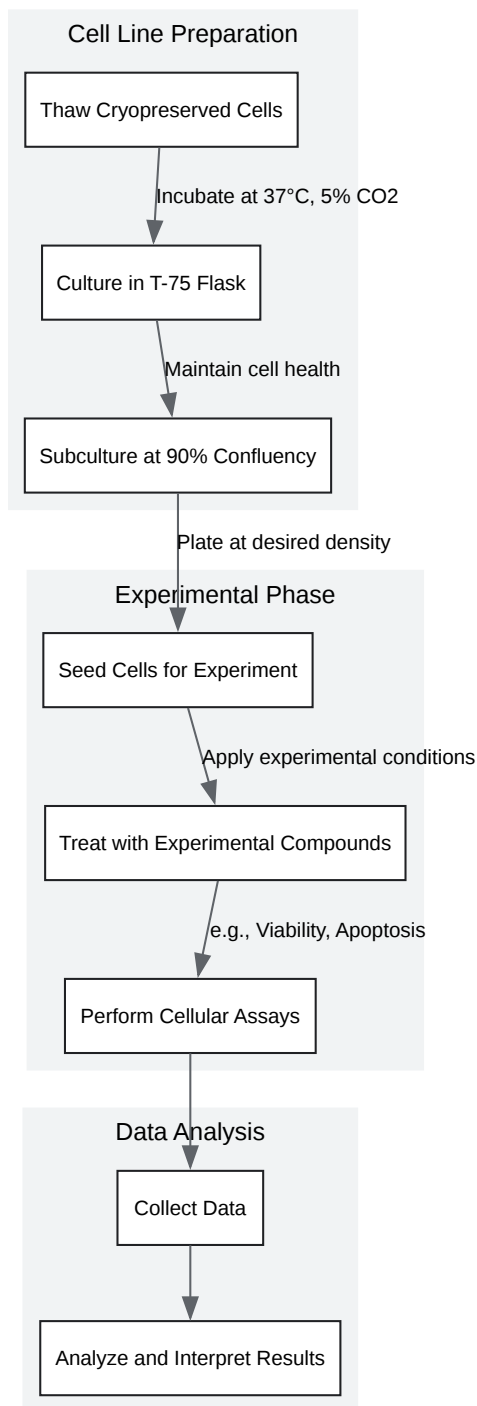 Cell Line Preparation
Thaw Cryopreserved Cells
Incubate at 37°C, 5% CO2
Culture in T-75 Flask
Maintain cell health
Subculture at 90% Confluency
Plate at desired density
Experimental Phase
Seed Cells for Experiment
Apply experimental conditions
Treat with Experimental Compounds
e.g., Viability, Apoptosis
Perform Cellular Assays
Data Analysis
Collect Data
Analyze and Interpret Results